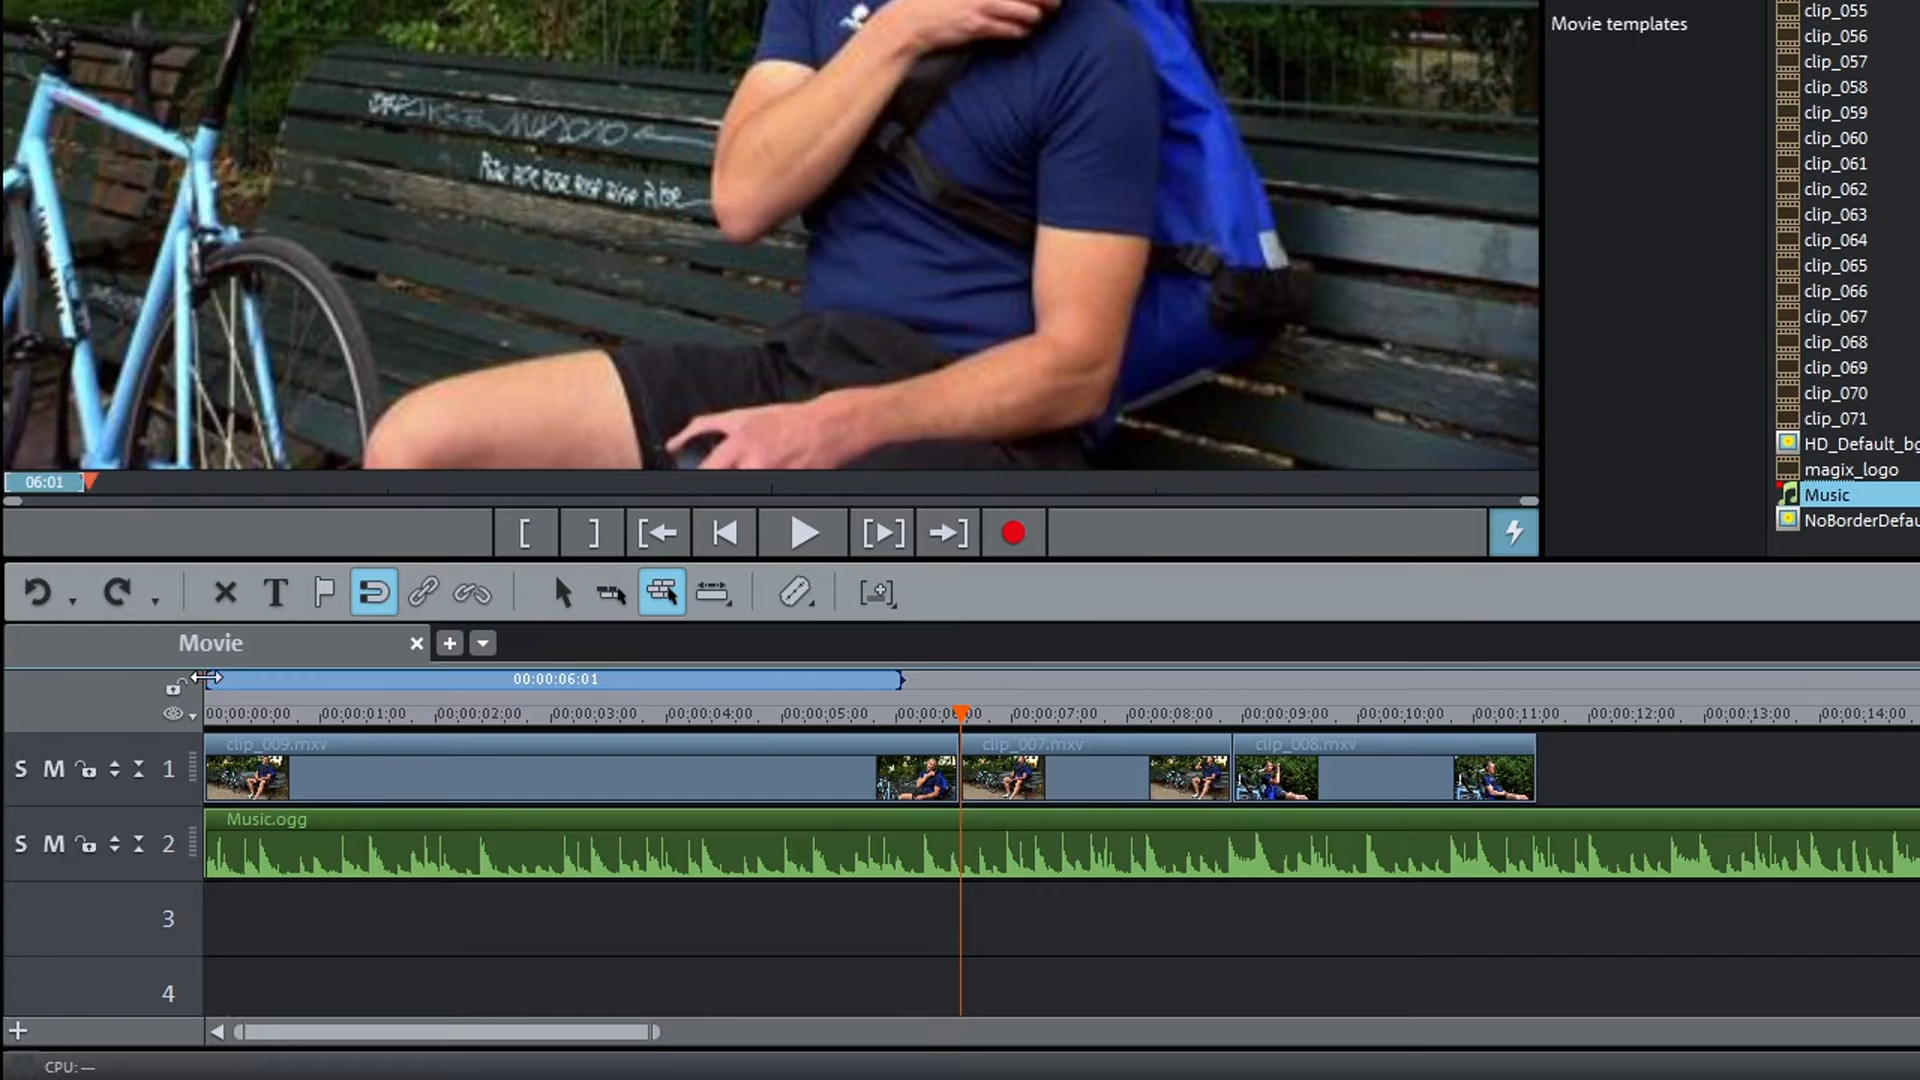 Movie templates
clip_055
clip_056
clip_057
clip_058
clip_059
clip_060
clip_061
clip_062
clip_063
clip_064
clip_065
clip_066
clip_067
clip_068
clip_069
clip_070
clip_071
HD_Default_bg
magix_logo
Music
NoBorderDefau
Rise Rise Rise
06:01
T
Movie
00:00:06:01
00:00:00:00 00:00:01:00 00:00:02:00 00:00:03:00 00:00:04:00 00:00:05:00 00:00:07:00 00:00:08:00 00:00:09:00 00:00:10:00 00:00:11:00 00:00:12:00 00:00:13:00 00:00:14:00
clip_009.mxv clip_007.mxv clip_008.mxv
S M 1
Music.ogg
S M 2
3
4
CPU: —